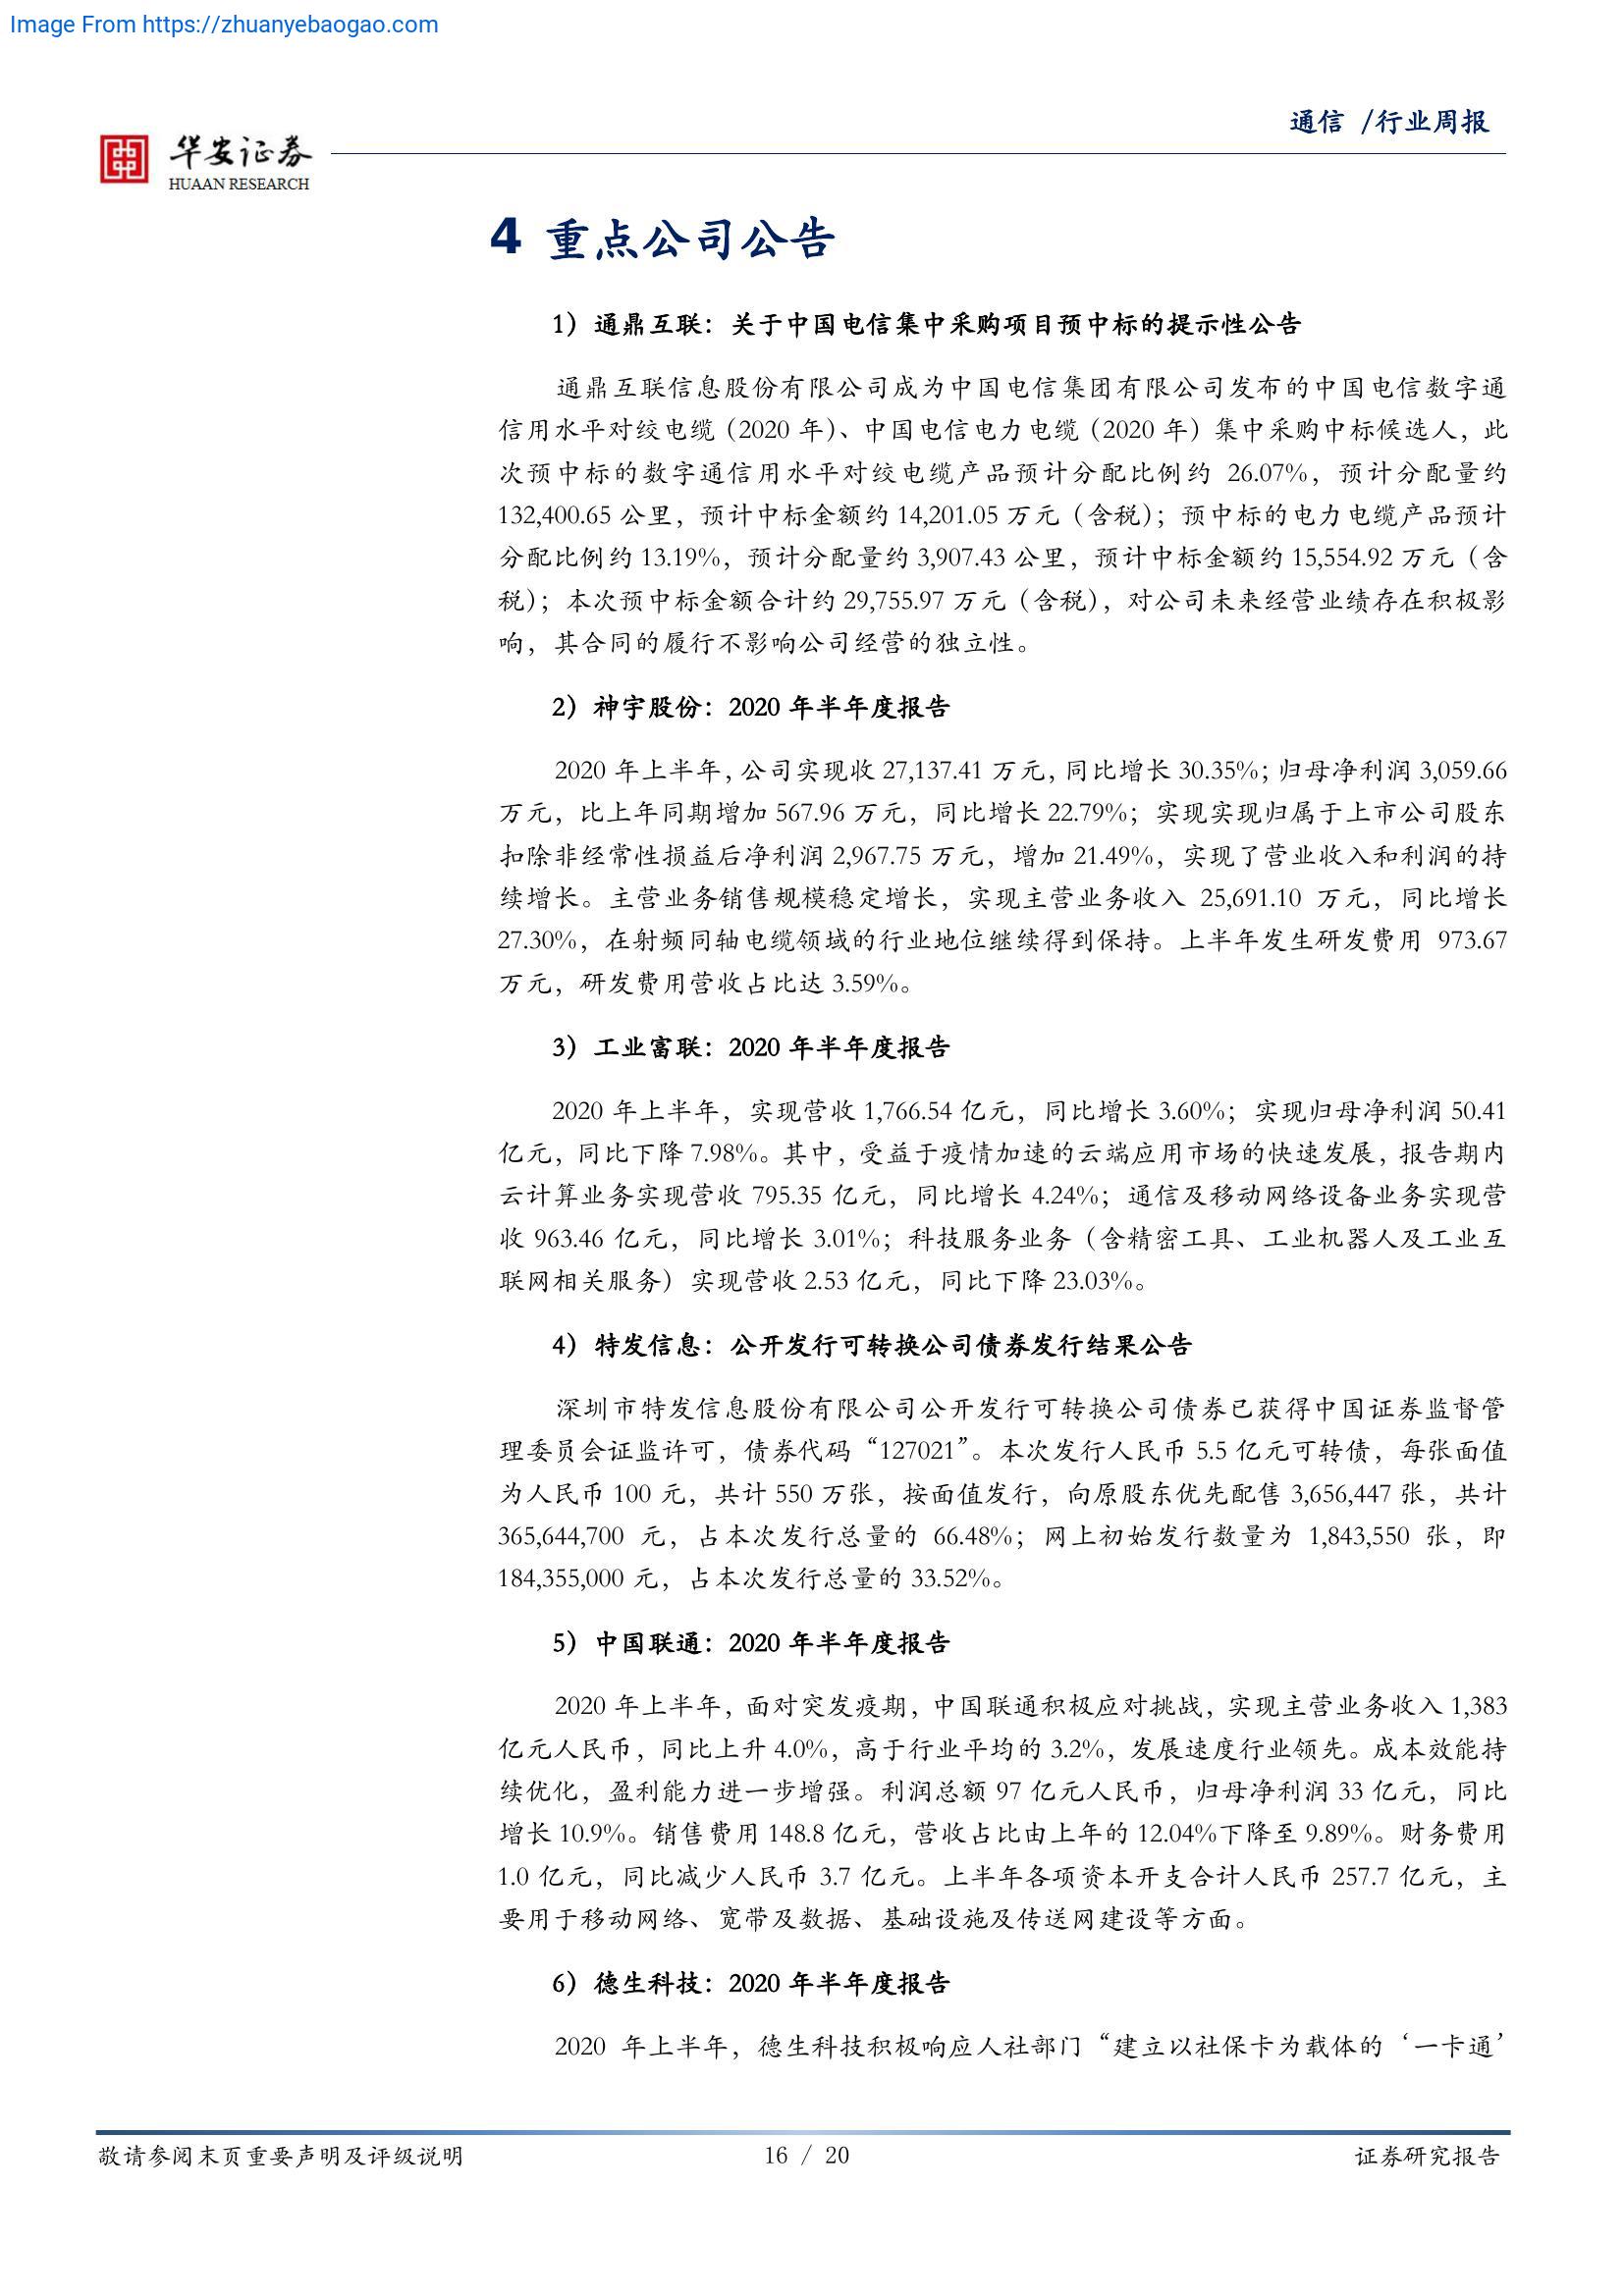 Image From https://zhuanyebaogao.com
通信 /行业周报
华安证券
HUAAN RESEARCH
4 重点公司公告
1）通鼎互联：关于中国电信集中采购项目预中标的提示性公告
通鼎互联信息股份有限公司成为中国电信集团有限公司发布的中国电信数字通
信用水平对绞电缆（2020 年）、中国电信电力电缆（2020 年）集中采购中标候选人，此
次预中标的数字通信用水平对绞电缆产品预计分配比例约 26.07%，预计分配量约
132,400.65 公里，预计中标金额约 14,201.05 万元（含税）；预中标的电力电缆产品预计
分配比例约 13.19%，预计分配量约 3,907.43 公里，预计中标金额约 15,554.92 万元（含
税）；本次预中标金额合计约 29,755.97 万元（含税），对公司未来经营业绩存在积极影
响，其合同的履行不影响公司经营的独立性。
2）神宇股份：2020 年半年度报告
2020 年上半年，公司实现收 27,137.41 万元，同比增长 30.35%；归母净利润 3,059.66
万元，比上年同期增加 567.96 万元，同比增长 22.79%；实现实现归属于上市公司股东
扣除非经常性损益后净利润 2,967.75 万元，增加 21.49%，实现了营业收入和利润的持
续增长。主营业务销售规模稳定增长，实现主营业务收入 25,691.10 万元，同比增长
27.30%，在射频同轴电缆领域的行业地位继续得到保持。上半年发生研发费用 973.67
万元，研发费用营收占比达 3.59%。
3）工业富联：2020 年半年度报告
2020 年上半年，实现营收 1,766.54 亿元，同比增长 3.60%；实现归母净利润 50.41
亿元，同比下降 7.98%。其中，受益于疫情加速的云端应用市场的快速发展，报告期内
云计算业务实现营收 795.35 亿元，同比增长 4.24%；通信及移动网络设备业务实现营
收 963.46 亿元，同比增长 3.01%；科技服务业务（含精密工具、工业机器人及工业互
联网相关服务）实现营收 2.53 亿元，同比下降 23.03%。
4）特发信息：公开发行可转换公司债券发行结果公告
深圳市特发信息股份有限公司公开发行可转换公司债券已获得中国证券监督管
理委员会证监许可，债券代码“127021”。本次发行人民币 5.5 亿元可转债，每张面值
为人民币 100 元，共计 550 万张，按面值发行，向原股东优先配售 3,656,447 张，共计
365,644,700 元，占本次发行总量的 66.48%；网上初始发行数量为 1,843,550 张，即
184,355,000 元，占本次发行总量的 33.52%。
5）中国联通：2020 年半年度报告
2020 年上半年，面对突发疫期，中国联通积极应对挑战，实现主营业务收入 1,383
亿元人民币，同比上升 4.0%，高于行业平均的 3.2%，发展速度行业领先。成本效能持
续优化，盈利能力进一步增强。利润总额 97 亿元人民币，归母净利润 33 亿元，同比
增长 10.9%。销售费用 148.8 亿元，营收占比由上年的 12.04%下降至 9.89%。财务费用
1.0 亿元，同比减少人民币 3.7 亿元。上半年各项资本开支合计人民币 257.7 亿元，主
要用于移动网络、宽带及数据、基础设施及传送网建设等方面。
6）德生科技：2020 年半年度报告
2020 年上半年，德生科技积极响应人社部门“建立以社保卡为载体的‘一卡通’
敬请参阅末页重要声明及评级说明
16 / 20
证券研究报告